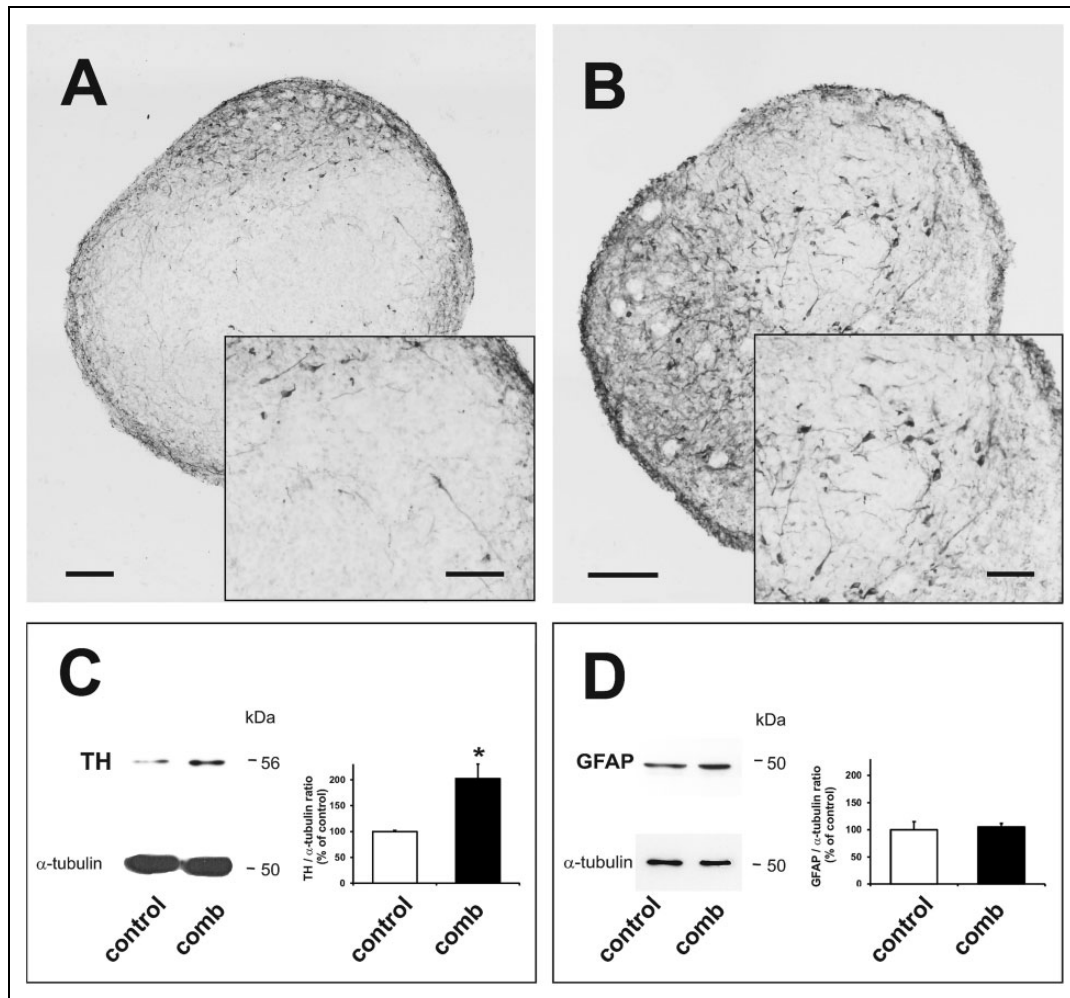 A
B
C
kDa
TH
- 56
α-tubulin
- 50
control
comb
TH / α-tubulin ratio
(% of control)
200
150
100
50
0
*
control
comb
D
kDa
GFAP
- 50
α-tubulin
- 50
control
comb
GFAP / α-tubulin ratio
(% of control)
200
150
100
50
0
control
comb